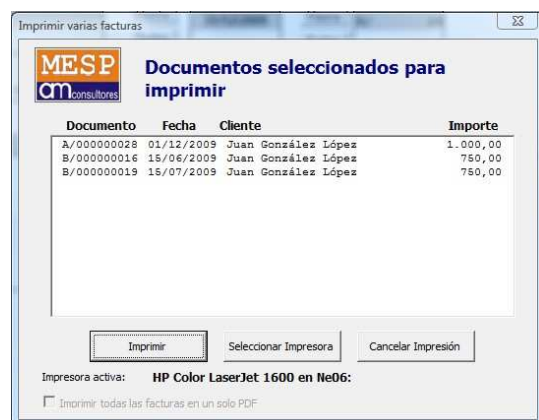 Imprimir varias facturas
MESP
am consultores
Documentos seleccionados para
imprimir
Documento Fecha Cliente Importe
A/000000028 01/12/2009 Juan González López 1.000,00
B/000000016 15/06/2009 Juan González López 750,00
B/000000019 15/07/2009 Juan González López 750,00
Imprimir Seleccionar Impresora Cancelar Impresión
Impresora activa: HP Color LaserJet 1600 en Ne06:
Imprimir todas las facturas en un solo PDF